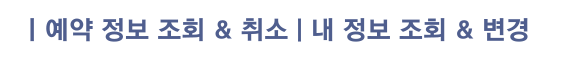 | 예약 정보 조회 & 취소 | 내 정보 조회 & 변경